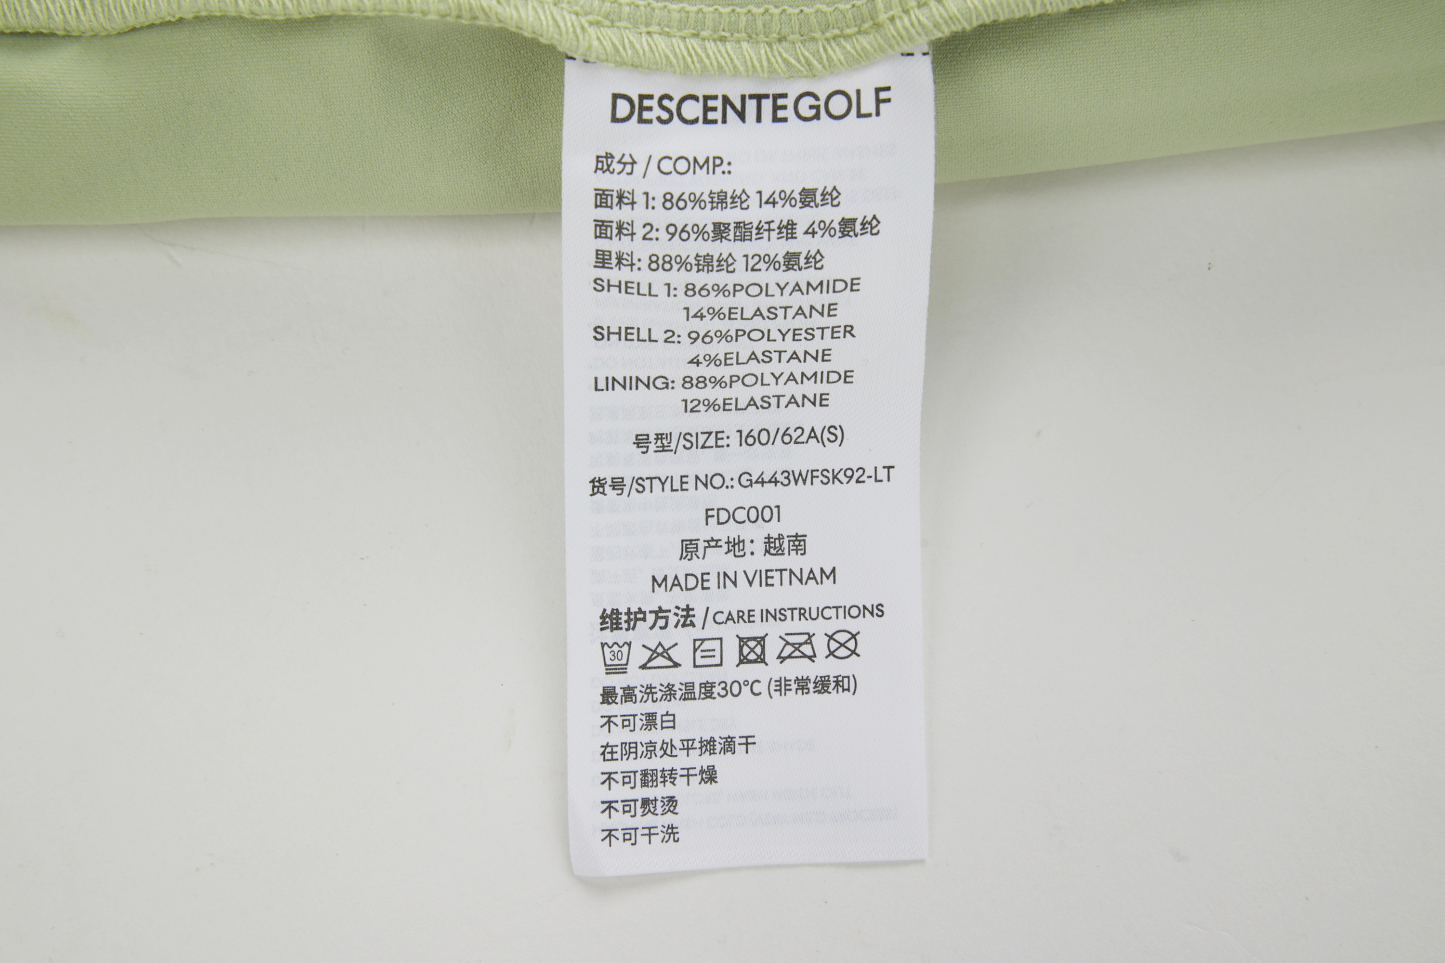 DESCENTEGOLF
成分 / COMP.:
面料 1: 86%锦纶 14%氨纶
面料 2: 96%聚酯纤维 4%氨纶
里料: 88%锦纶 12%氨纶
SHELL 1: 86%POLYAMIDE
14%ELASTANE
SHELL 2: 96%POLYESTER
4%ELASTANE
LINING: 88%POLYAMIDE
12%ELASTANE
号型/SIZE: 160/62A(S)
货号/STYLE NO.: G443WFSK92-LT
FDC001
原产地: 越南
MADE IN VIETNAM
维护方法 / CARE INSTRUCTIONS
30
最高洗涤温度30℃ (非常缓和)
不可漂白
在阴凉处平摊滴干
不可翻转干燥
不可熨烫
不可干洗